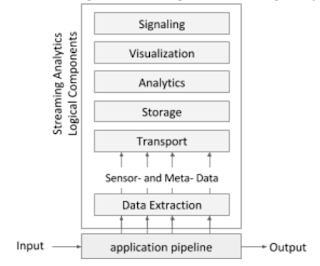 Streaming Analytics
Logical Components
Signaling
Visualization
Analytics
Storage
Transport
Sensor- and Meta- Data
Data Extraction
Input
application pipeline
Output